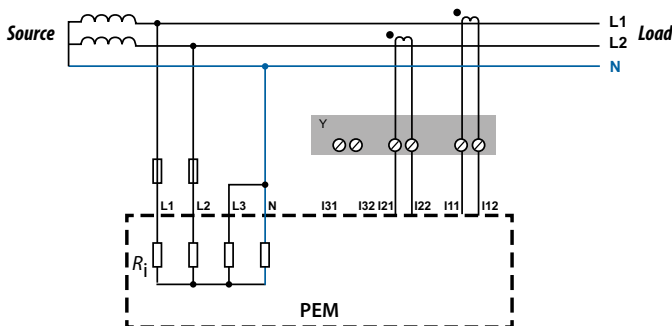 L1
Source
Load
L2
N
Y
L1 L2 L3 N I31 I32 I21 I22 I11 I12
Ri
PEM